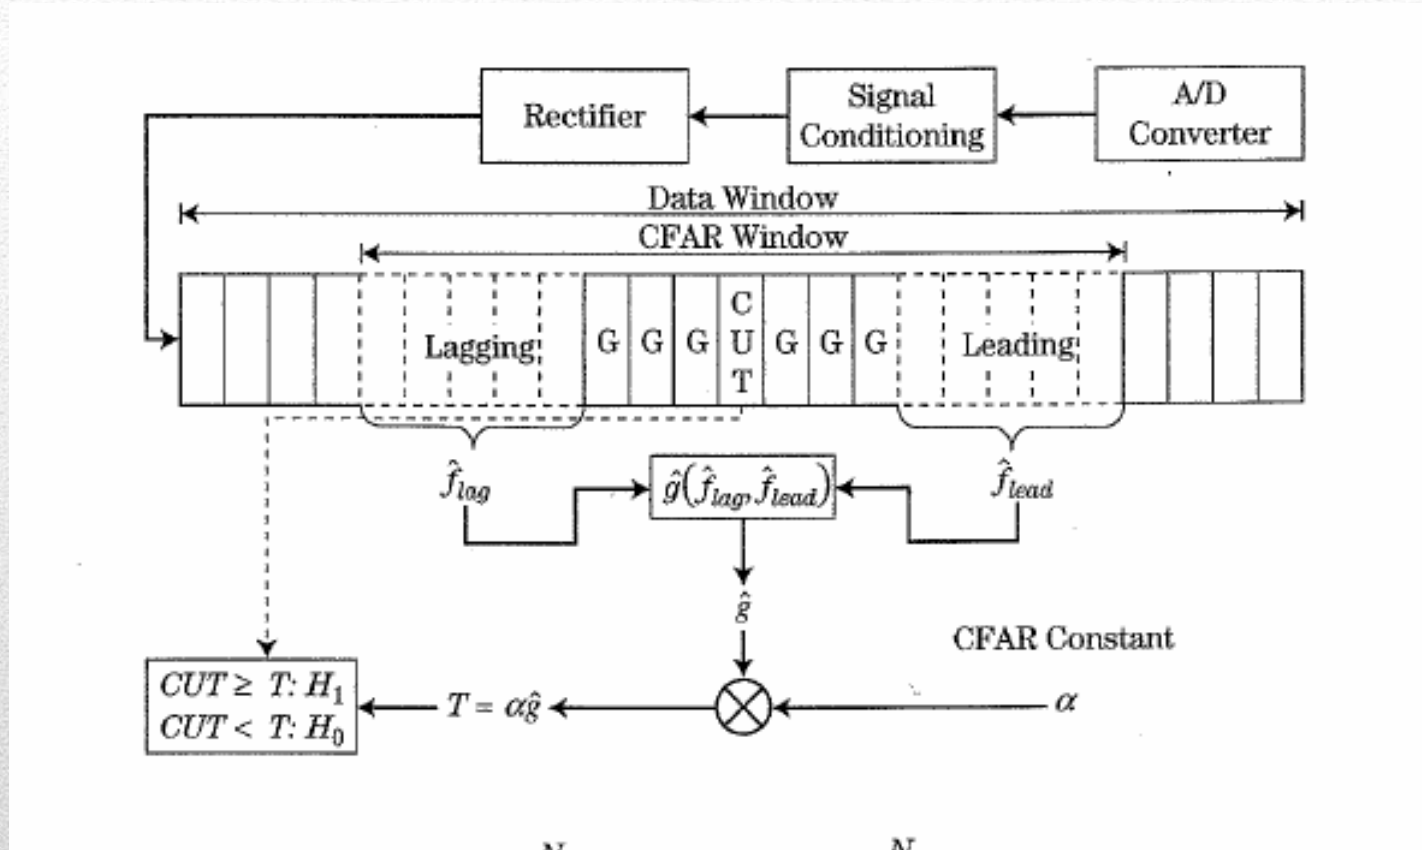 Rectifier
Signal
Conditioning
A/D
Converter
Data Window
CFAR Window
Lagging
G G G
C
U
T
G G G
Leading
f̂lag
ĝ(f̂lag, f̂lead)
f̂lead
ĝ
CFAR Constant
CUT ≥ T: H₁
CUT < T: H₀
T = αĝ
α
N N